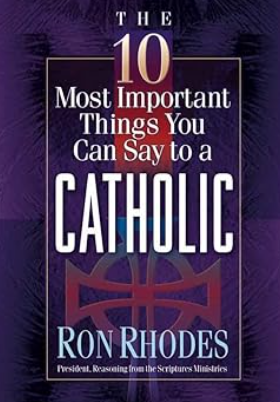 THE
10
Most Important
Things You
Can Say to a
CATHOLIC
RON RHODES
President, Reasoning from the Scriptures Ministries